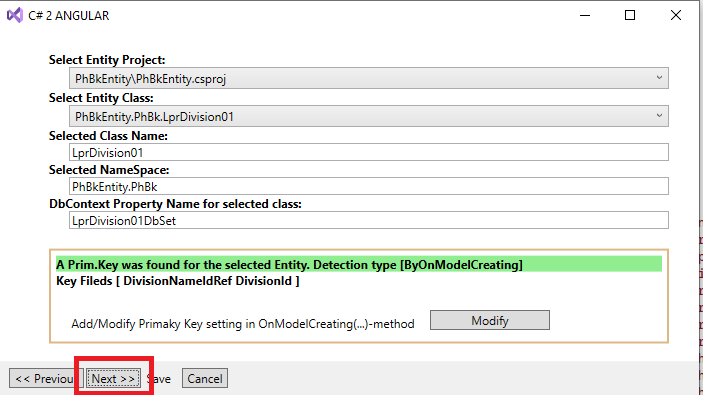 C# 2 ANGULAR
Select Entity Project:
PhBkEntity\PhBkEntity.csproj
Select Entity Class:
PhBkEntity.PhBk.LprDivision01
Selected Class Name:
LprDivision01
Selected NameSpace:
PhBkEntity.PhBk
DbContext Property Name for selected class:
LprDivision01DbSet
A Prim.Key was found for the selected Entity. Detection type [ByOnModelCreating]
Key Fileds [ DivisionNameIdRef DivisionId ]
Add/Modify Primaky Key setting in OnModelCreating(...)-method Modify
<< Previou Next >> Save Cancel